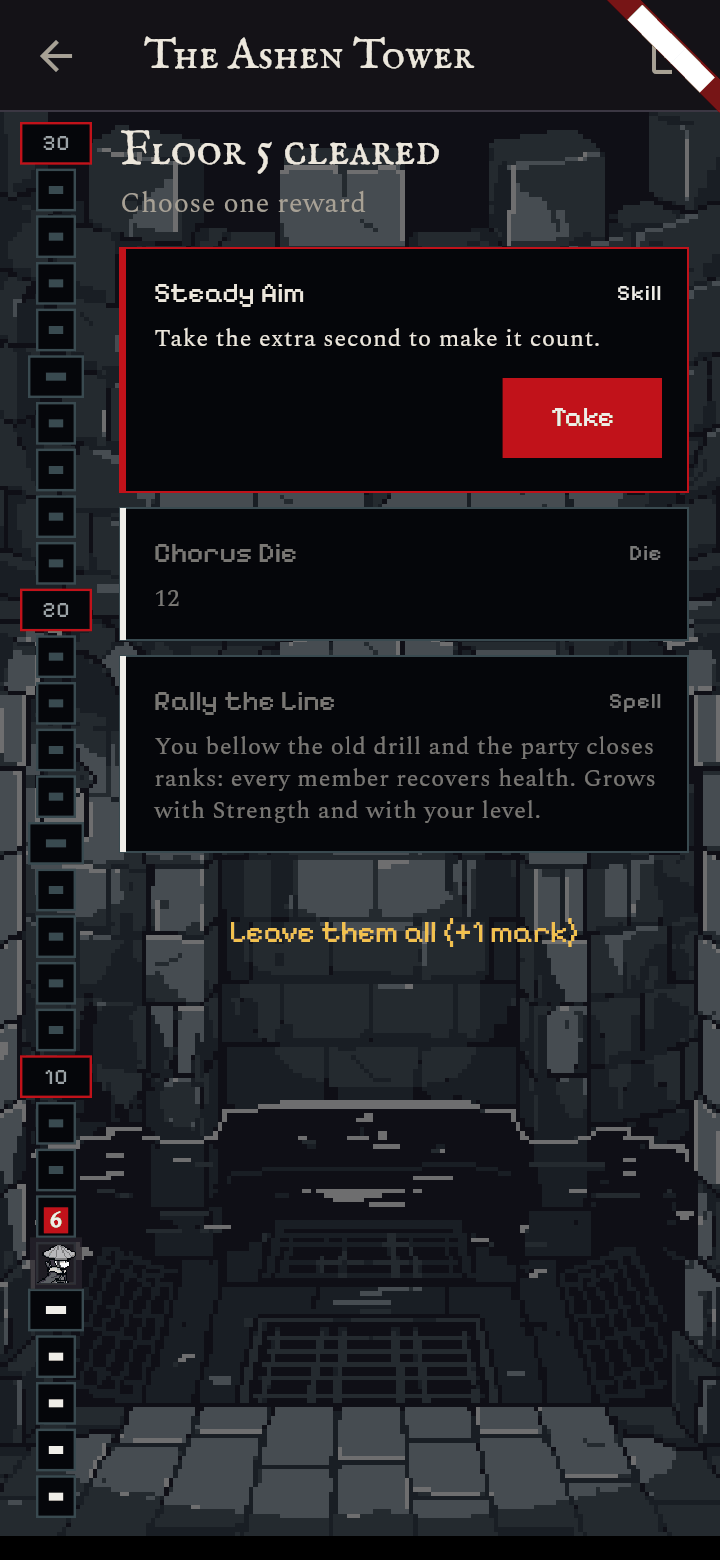 The Ashen Tower
30
Floor 5 cleared
Choose one reward
Steady Aim
Skill
Take the extra second to make it count.
Take
Chorus Die
Die
12
20
Rally the Line
Spell
You bellow the old drill and the party closes
ranks: every member recovers health. Grows
with Strength and with your level.
Leave them all (+1 mark)
10
6